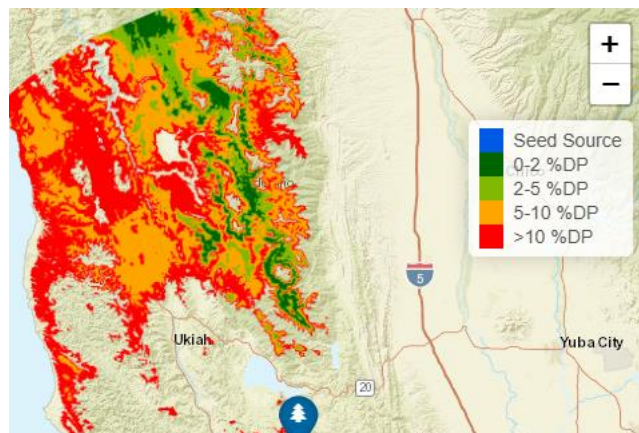 +
−
Seed Source
0-2 %DP
2-5 %DP
5-10 %DP
>10 %DP
5
Ukiah
Yuba City
20